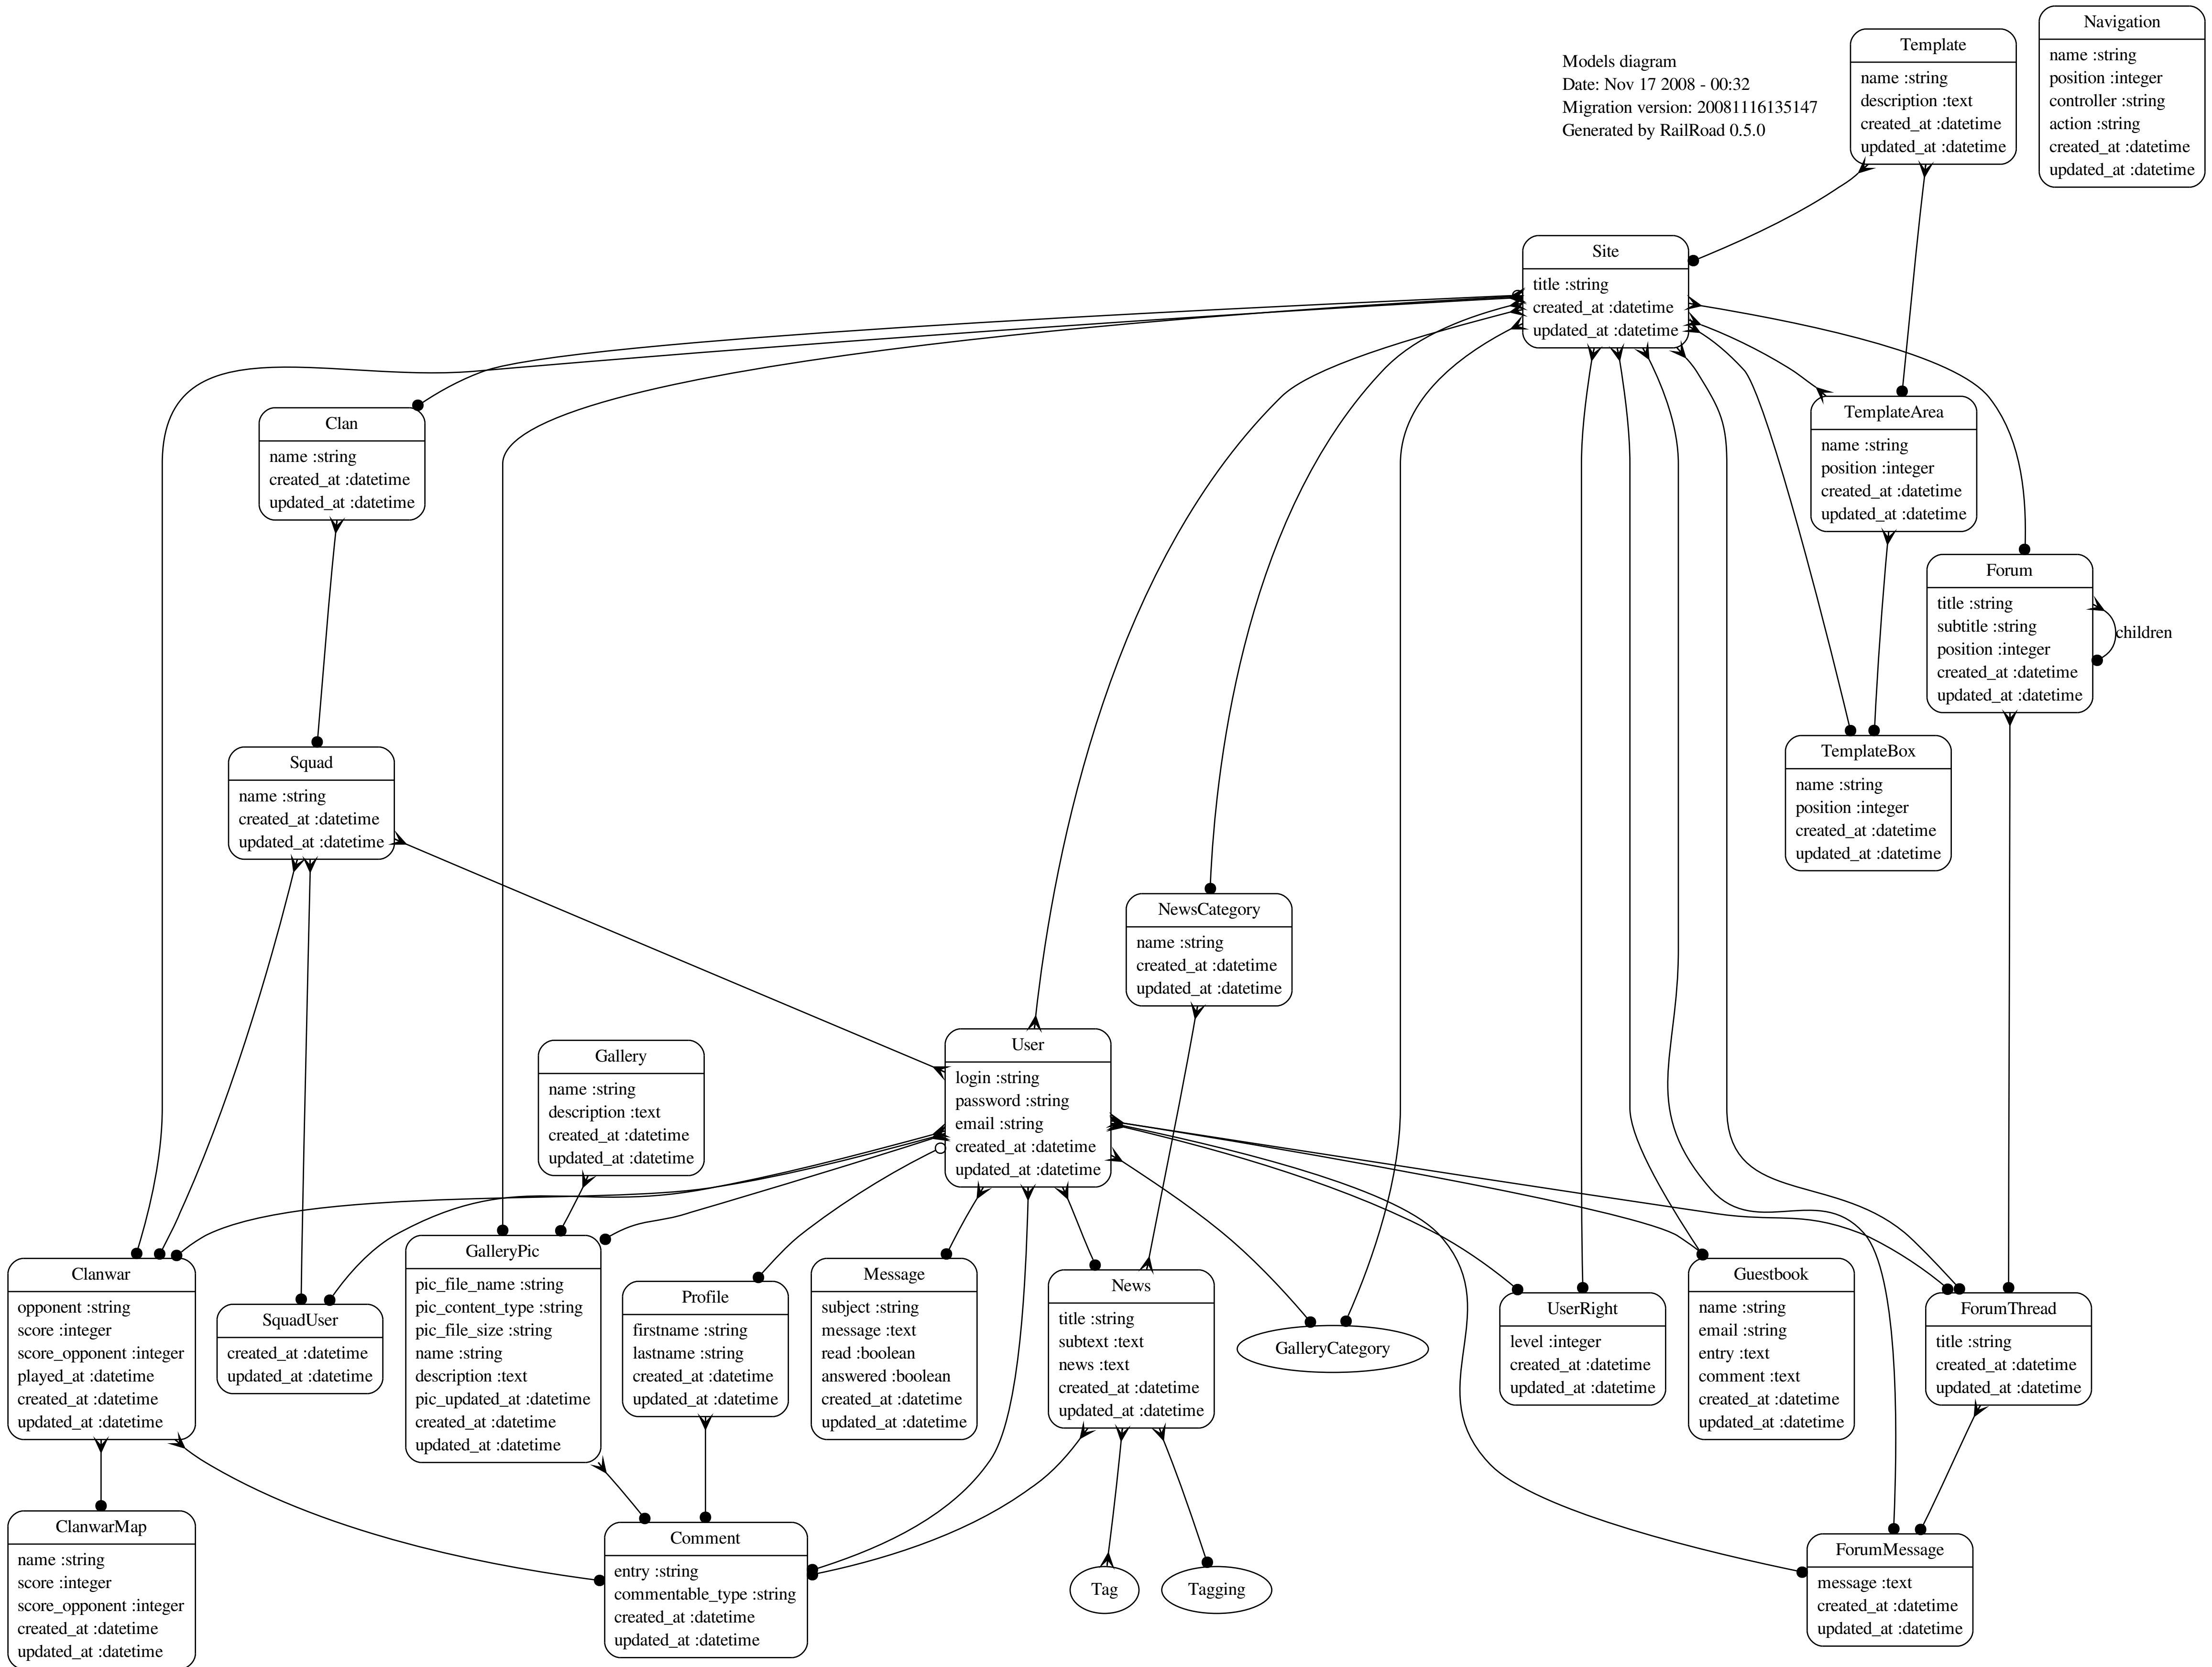 Models diagram
Date: Nov 17 2008 - 00:32
Migration version: 20081116135147
Generated by RailRoad 0.5.0
Template
name :string
description :text
created_at :datetime
updated_at :datetime
Navigation
name :string
position :integer
controller :string
action :string
created_at :datetime
updated_at :datetime
Site
title :string
created_at :datetime
updated_at :datetime
Clan
name :string
created_at :datetime
updated_at :datetime
TemplateArea
name :string
position :integer
created_at :datetime
updated_at :datetime
Forum
title :string
subtitle :string
position :integer
created_at :datetime
updated_at :datetime
children
Squad
name :string
created_at :datetime
updated_at :datetime
TemplateBox
name :string
position :integer
created_at :datetime
updated_at :datetime
NewsCategory
name :string
created_at :datetime
updated_at :datetime
Gallery
name :string
description :text
created_at :datetime
updated_at :datetime
User
login :string
password :string
email :string
created_at :datetime
updated_at :datetime
Clanwar
opponent :string
score :integer
score_opponent :integer
played_at :datetime
created_at :datetime
updated_at :datetime
SquadUser
created_at :datetime
updated_at :datetime
GalleryPic
pic_file_name :string
pic_content_type :string
pic_file_size :string
name :string
description :text
pic_updated_at :datetime
created_at :datetime
updated_at :datetime
Profile
firstname :string
lastname :string
created_at :datetime
updated_at :datetime
Message
subject :string
message :text
read :boolean
answered :boolean
created_at :datetime
updated_at :datetime
News
title :string
subtext :text
news :text
created_at :datetime
updated_at :datetime
GalleryCategory
UserRight
level :integer
created_at :datetime
updated_at :datetime
Guestbook
name :string
email :string
entry :text
comment :text
created_at :datetime
updated_at :datetime
ForumThread
title :string
created_at :datetime
updated_at :datetime
ClanwarMap
name :string
score :integer
score_opponent :integer
created_at :datetime
updated_at :datetime
Comment
entry :string
commentable_type :string
created_at :datetime
updated_at :datetime
Tag
Tagging
ForumMessage
message :text
created_at :datetime
updated_at :datetime